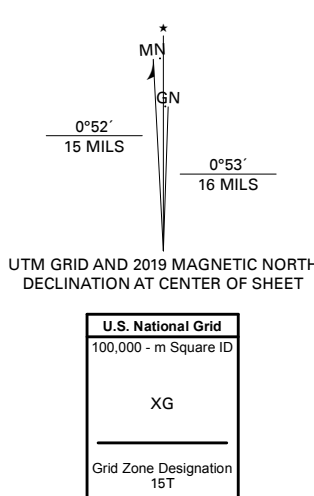 ★
MN
GN
0°52´
15 MILS
0°53´
16 MILS
UTM GRID AND 2019 MAGNETIC NORTH
DECLINATION AT CENTER OF SHEET
U.S. National Grid
100,000 - m Square ID
XG
Grid Zone Designation
15T